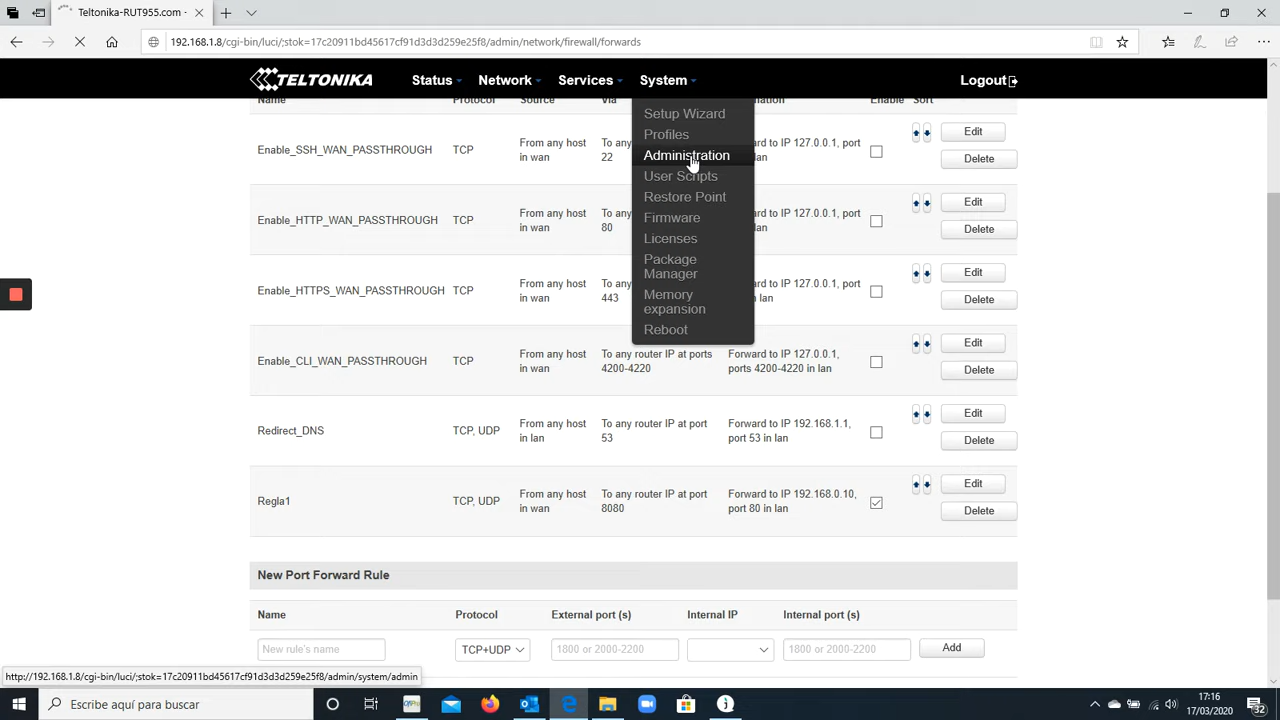 Teltonika-RUT955.com -
192.168.1.8/cgi-bin/luci/;stok=17c20911bd45617cf91d3d3d259e25f8/admin/network/firewall/forwards
TELTONIKA Status Network Services System Logout
Name Protocol Source Via Enable Sort
Setup Wizard
Profiles
Administration
User Scripts
Restore Point
Firmware
Licenses
Package
Manager
Memory
expansion
Reboot
Enable_SSH_WAN_PASSTHROUGH TCP From any host
in wan
To any
22
to IP 127.0.0.1, port
lan
Edit
Delete
Enable_HTTP_WAN_PASSTHROUGH TCP From any host
in wan
To any
80
to IP 127.0.0.1, port
lan
Edit
Delete
Enable_HTTPS_WAN_PASSTHROUGH TCP From any host
in wan
To any
443
to IP 127.0.0.1, port
in lan
Edit
Delete
Enable_CLI_WAN_PASSTHROUGH TCP From any host
in wan
To any router IP at ports
4200-4220
Forward to IP 127.0.0.1,
ports 4200-4220 in lan
Edit
Delete
Redirect_DNS TCP, UDP From any host
in lan
To any router IP at port
53
Forward to IP 192.168.1.1,
port 53 in lan
Edit
Delete
Regla1 TCP, UDP From any host
in wan
To any router IP at port
8080
Forward to IP 192.168.0.10,
port 80 in lan
Edit
Delete
New Port Forward Rule
Name Protocol External port (s) Internal IP Internal port (s)
New rule's name TCP+UDP 1800 or 2000-2200 1800 or 2000-2200 Add
http://192.168.1.8/cgi-bin/luci/;stok=17c20911bd45617cf91d3d3d259e25f8/admin/system/admin
Escribe aquí para buscar
17:16
17/03/2020
32